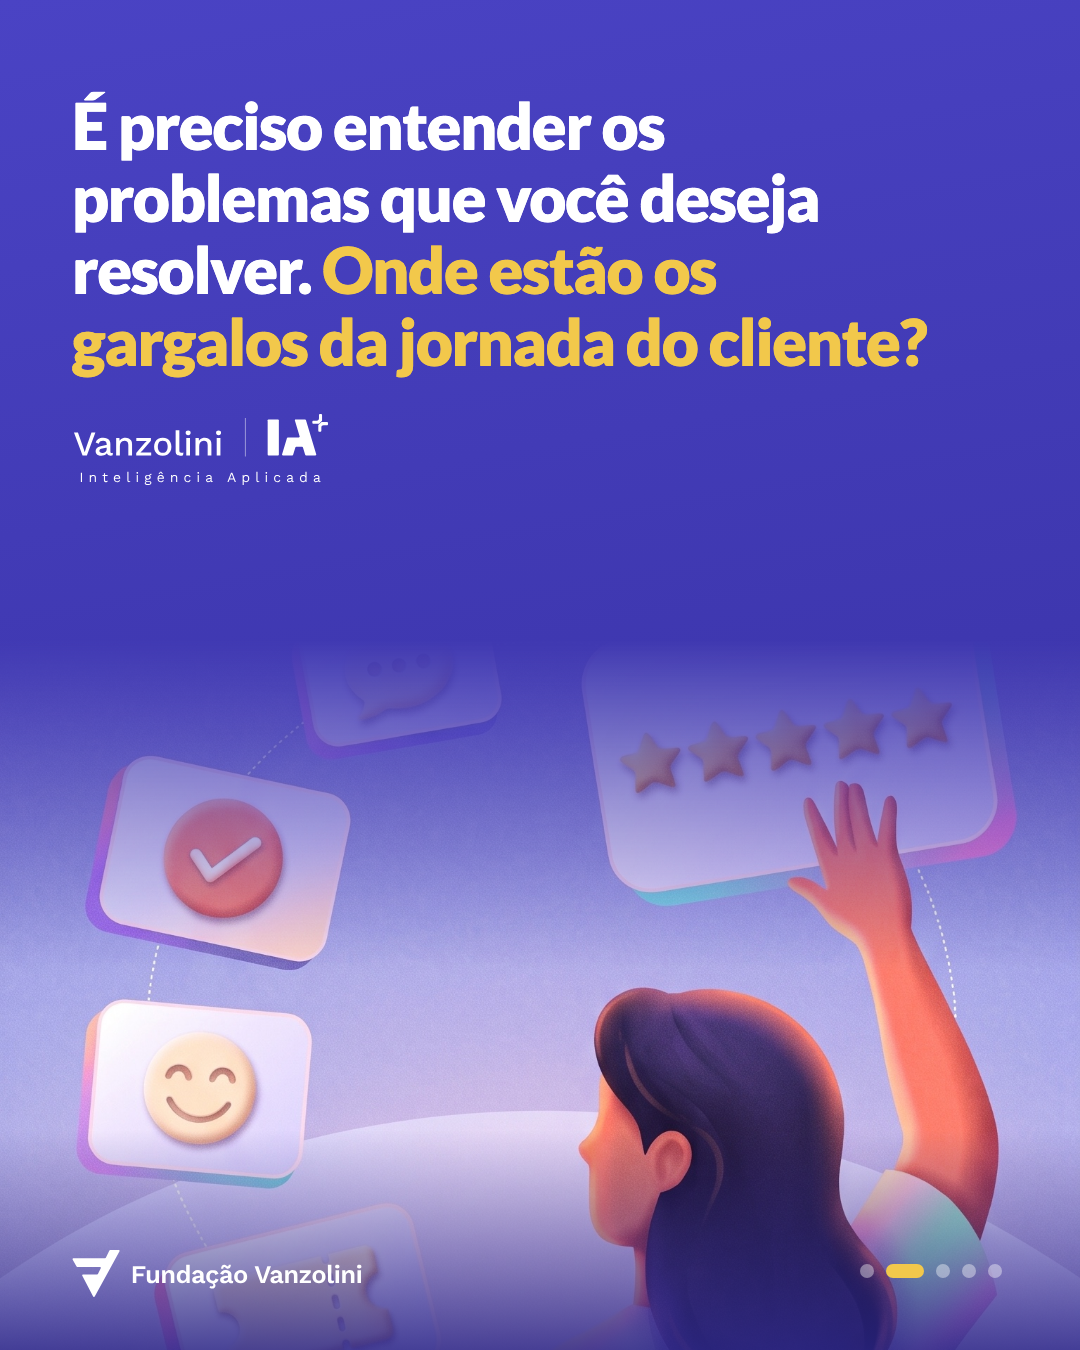 É preciso entender os
problemas que você deseja
resolver. Onde estão os
gargalos da jornada do cliente?
Vanzolini | IA+
Inteligência Aplicada
Fundação Vanzolini